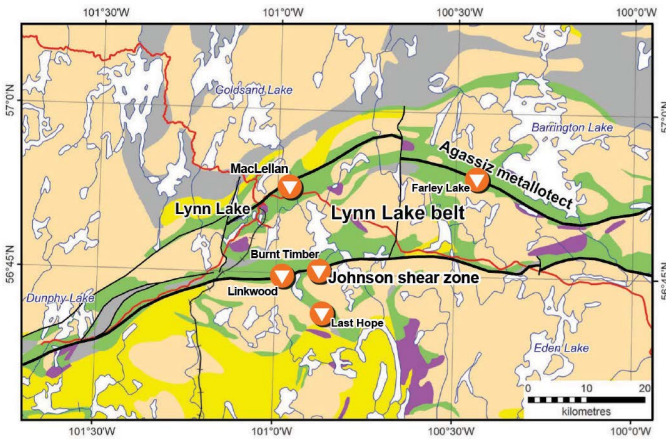 101°30'W 101°0'W 100°30'W 100°0'W
Goldsand Lake
57°0'N
57°0'N
Barrington Lake
Agassiz metallotect
MacLellan
Farley Lake
Lynn Lake
Lynn Lake belt
Burnt Timber
56°45'N
Johnson shear zone
56°45'N
Linkwood
Dunphy Lake
Last Hope
Eden Lake
0 10 20
kilometres
101°30'W 101°0'W 100°30'W 100°0'W